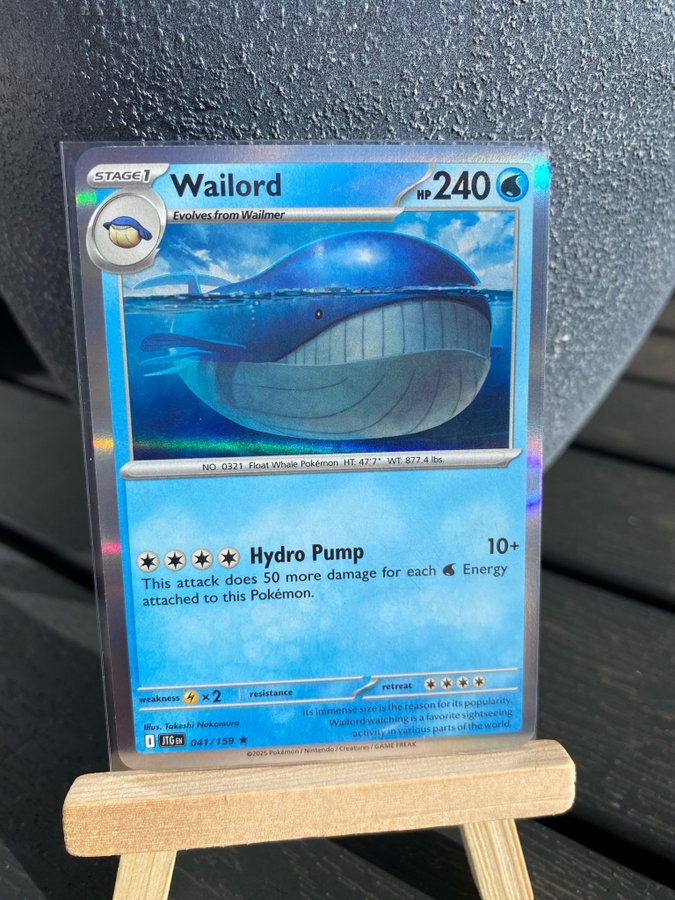 STAGE1
Wailord
HP 240
Evolves from Wailmer
NO. 0321 Float Whale Pokémon HT: 47'7" WT: 877.4 lbs.
Hydro Pump 10+
This attack does 50 more damage for each Energy
attached to this Pokémon.
weakness ×2 resistance retreat
Its immense size is the reason for its popularity.
Wailord watching is a favorite sightseeing
activity in various parts of the world.
Illus. Takeshi Nakamura
I JTG EN 041/159 ★
©2025 Pokémon / Nintendo / Creatures / GAME FREAK